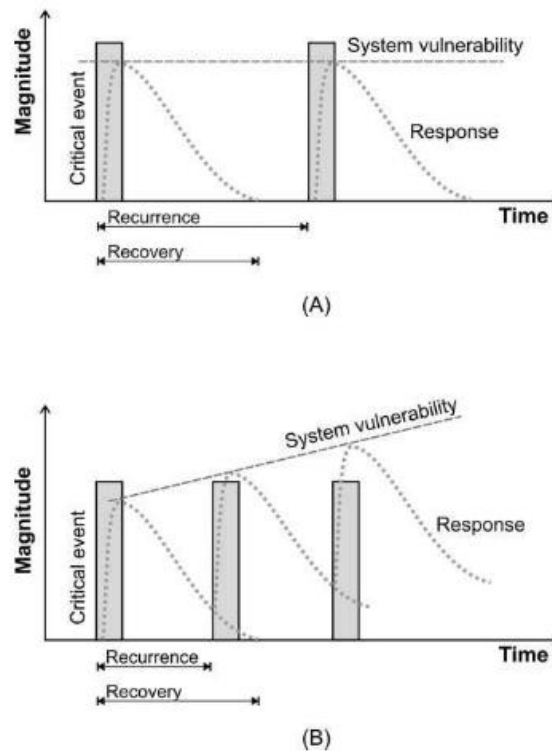 Magnitude
Critical event
System vulnerability
Response
Recurrence
Time
Recovery
(A)
Magnitude
Critical event
System vulnerability
Response
Recurrence
Time
Recovery
(B)